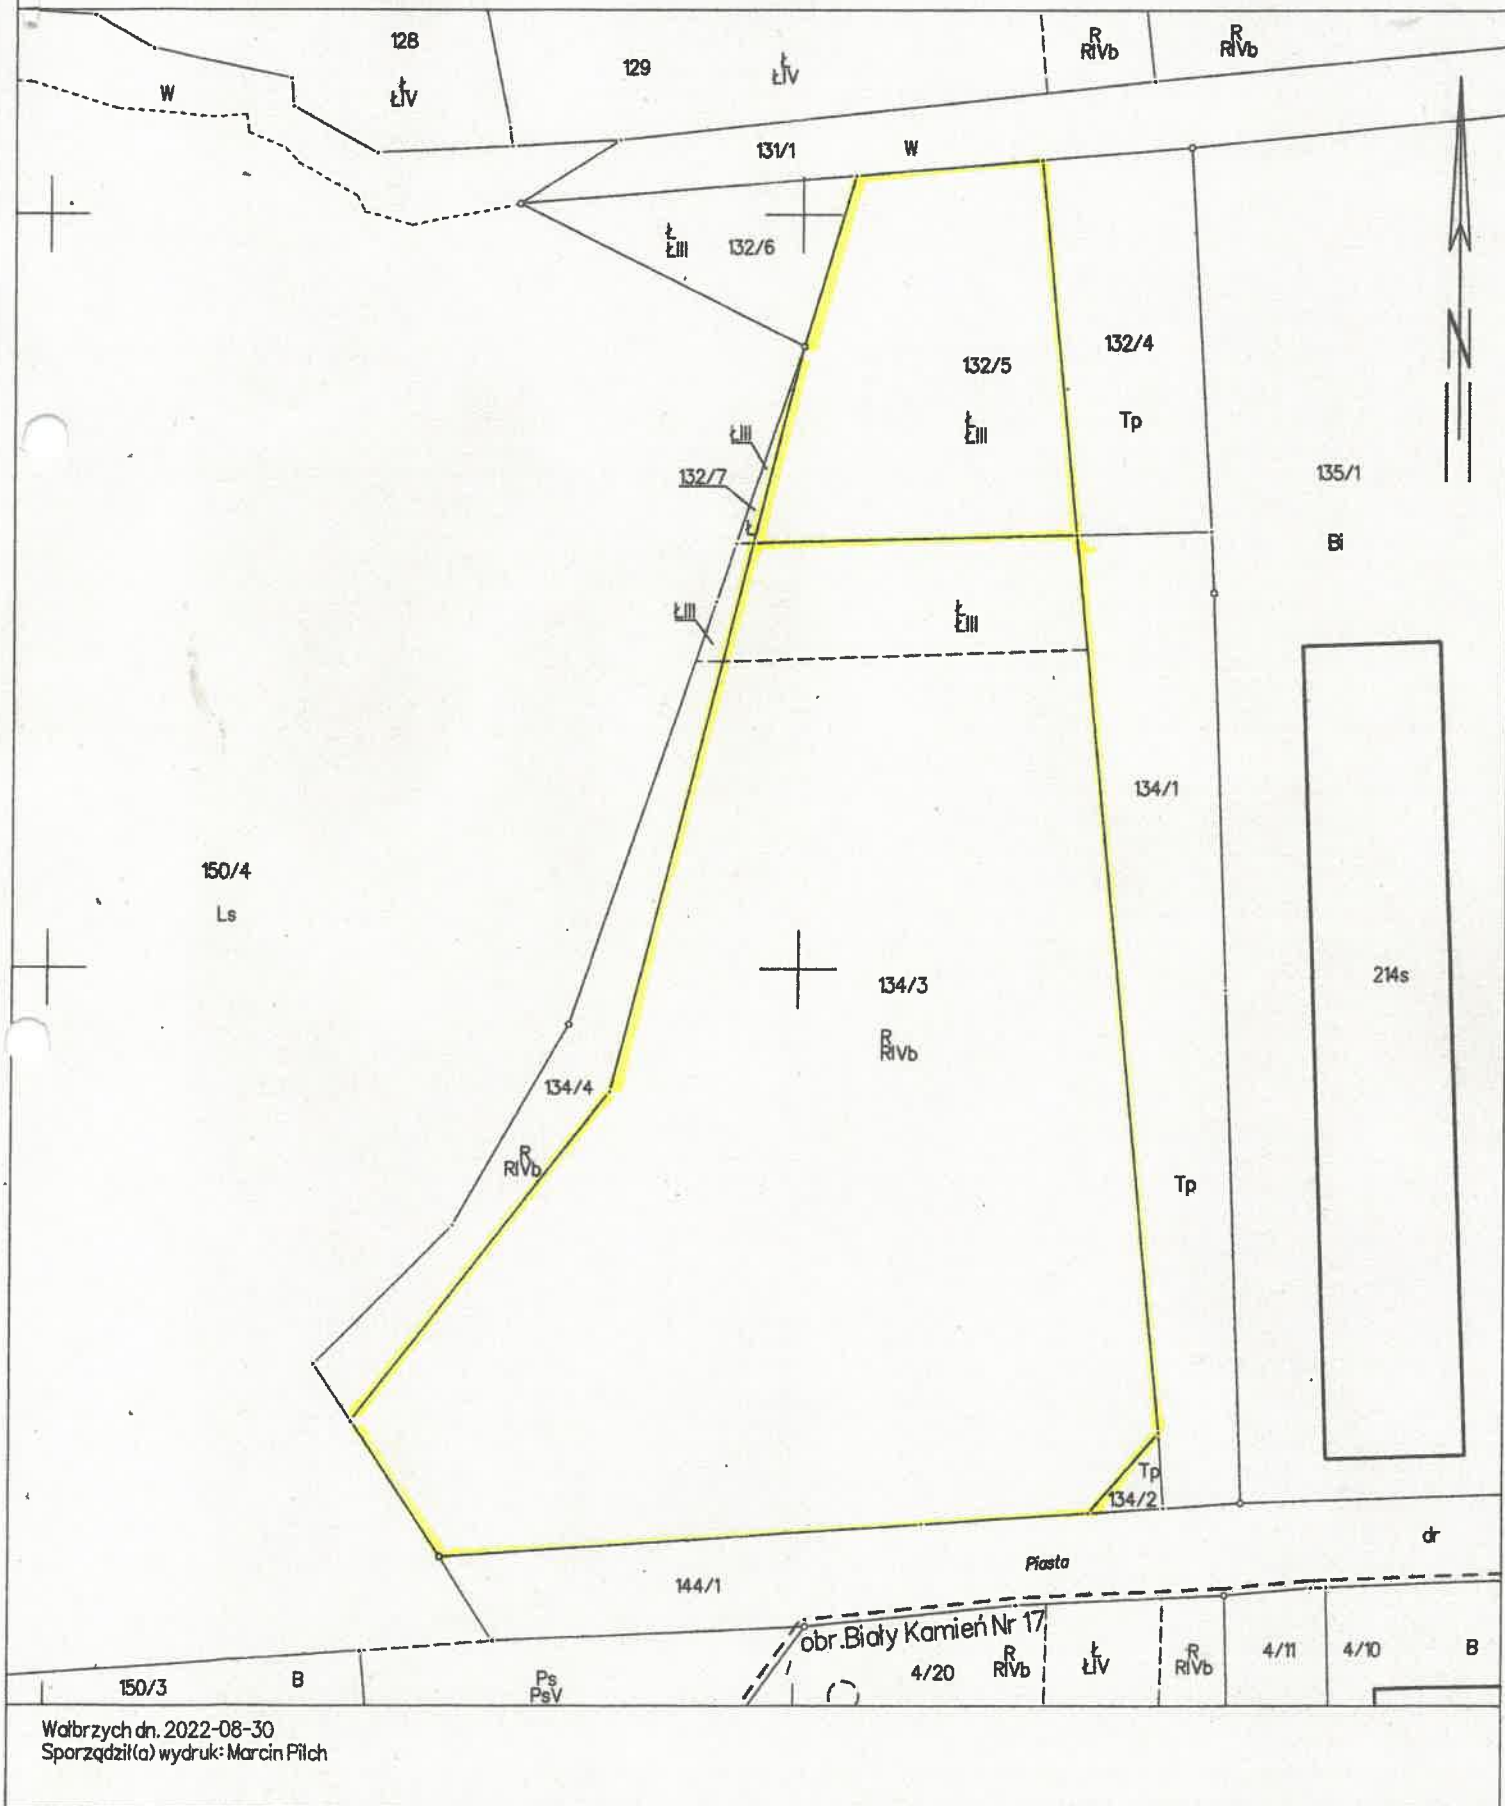 128
Ł
ŁIV
129
Ł
ŁIV
R
RIVb
R
RIVb
W
131/1
W
Ł
ŁIII
132/6
132/5
Ł
ŁIII
132/4
Tp
N
135/1
Bi
ŁIII
132/7
Ł
ŁIII
Ł
ŁIII
134/1
150/4
Ls
134/3
R
RIVb
214s
134/4
R
RIVb
Tp
Tp
134/2
dr
Piasta
144/1
obr.Biały Kamień Nr 17
4/20
R
RIVb
Ł
ŁIV
R
RIVb
4/11
4/10
B
150/3
B
Ps
PsV
Wałbrzych dn. 2022-08-30
Sporządził(a) wydruk: Marcin Pilch